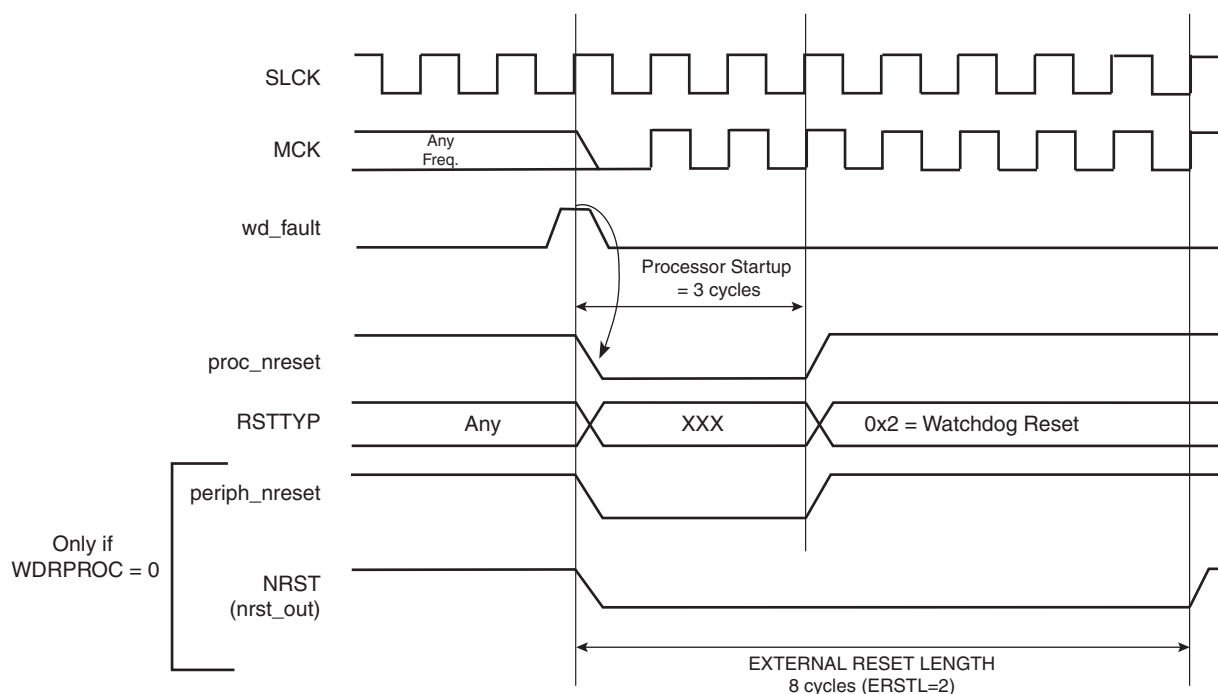 SLCK
MCK
Any
Freq.
wd_fault
Processor Startup
= 3 cycles
proc_nreset
RSTTYP
Any
XXX
0x2 = Watchdog Reset
periph_nreset
Only if
WDRPROC = 0
NRST
(nrst_out)
EXTERNAL RESET LENGTH
8 cycles (ERSTL=2)